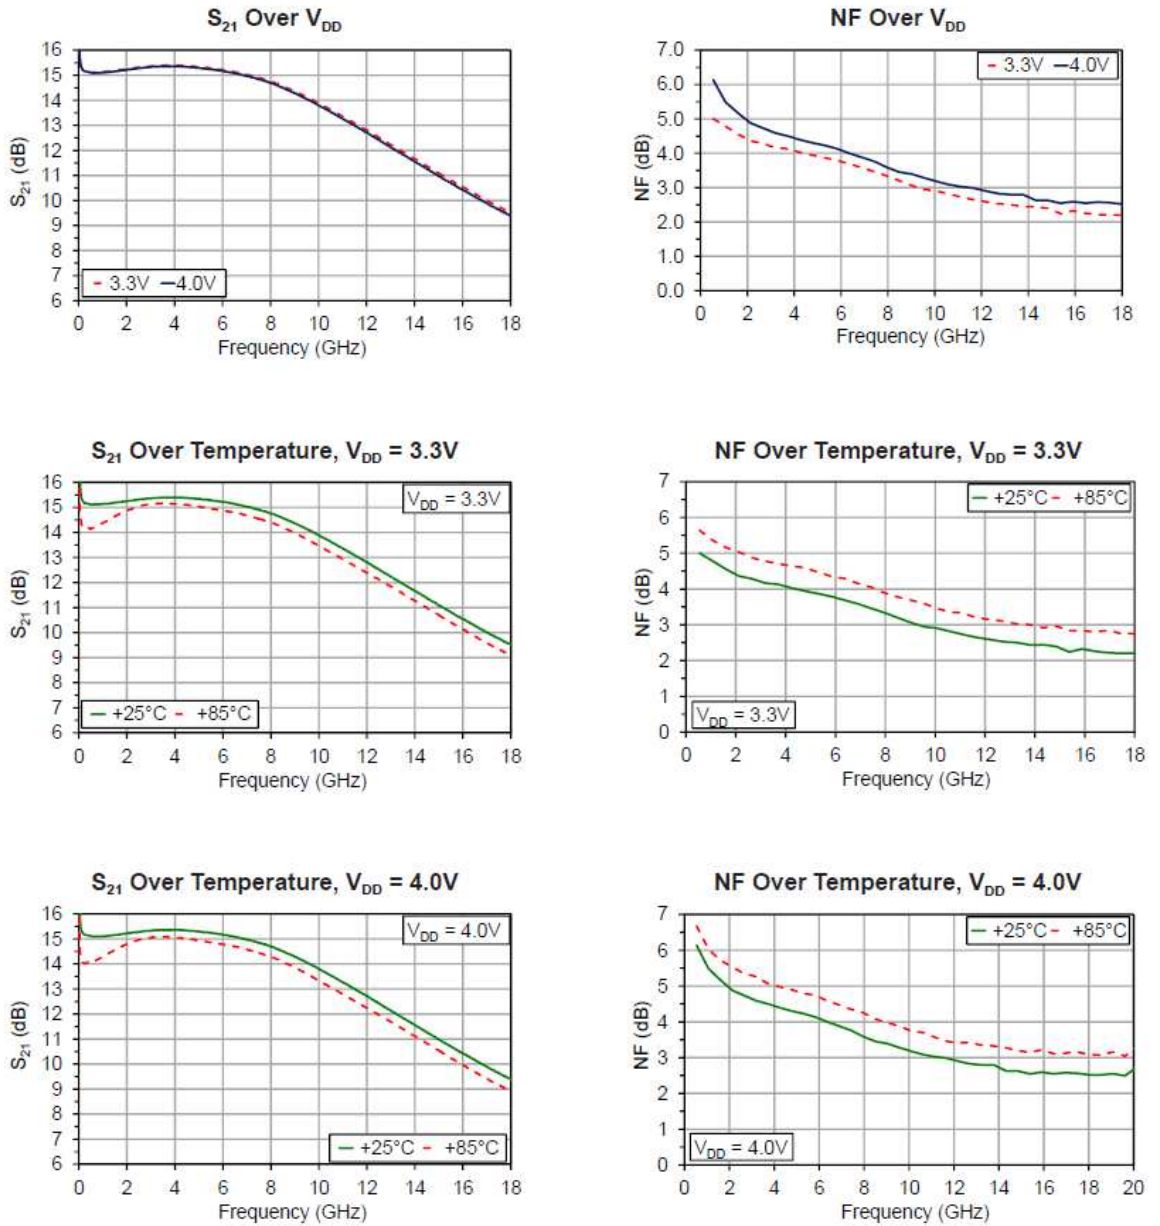 S21 Over VDD
16
15
14
13
12
11
10
9
8
7
6
S21 (dB)
3.3V 4.0V
0 2 4 6 8 10 12 14 16 18
Frequency (GHz)
NF Over VDD
7.0
6.0
5.0
4.0
3.0
2.0
1.0
0.0
NF (dB)
3.3V 4.0V
0 2 4 6 8 10 12 14 16 18
Frequency (GHz)
S21 Over Temperature, VDD = 3.3V
16
15
14
13
12
11
10
9
8
7
6
S21 (dB)
VDD = 3.3V
+25°C +85°C
0 2 4 6 8 10 12 14 16 18
Frequency (GHz)
NF Over Temperature, VDD = 3.3V
7
6
5
4
3
2
1
0
NF (dB)
+25°C +85°C
VDD = 3.3V
0 2 4 6 8 10 12 14 16 18
Frequency (GHz)
S21 Over Temperature, VDD = 4.0V
16
15
14
13
12
11
10
9
8
7
6
S21 (dB)
VDD = 4.0V
+25°C +85°C
0 2 4 6 8 10 12 14 16 18
Frequency (GHz)
NF Over Temperature, VDD = 4.0V
7
6
5
4
3
2
1
0
NF (dB)
+25°C +85°C
VDD = 4.0V
0 2 4 6 8 10 12 14 16 18 20
Frequency (GHz)